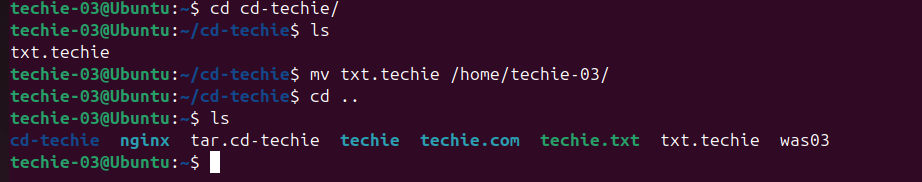 techie-03@Ubuntu:~$ cd cd-techie/
techie-03@Ubuntu:~/cd-techie$ ls
txt.techie
techie-03@Ubuntu:~/cd-techie$ mv txt.techie /home/techie-03/
techie-03@Ubuntu:~/cd-techie$ cd ..
techie-03@Ubuntu:~$ ls
cd-techie  nginx  tar.cd-techie  techie  techie.com  techie.txt  txt.techie  was03
techie-03@Ubuntu:~$